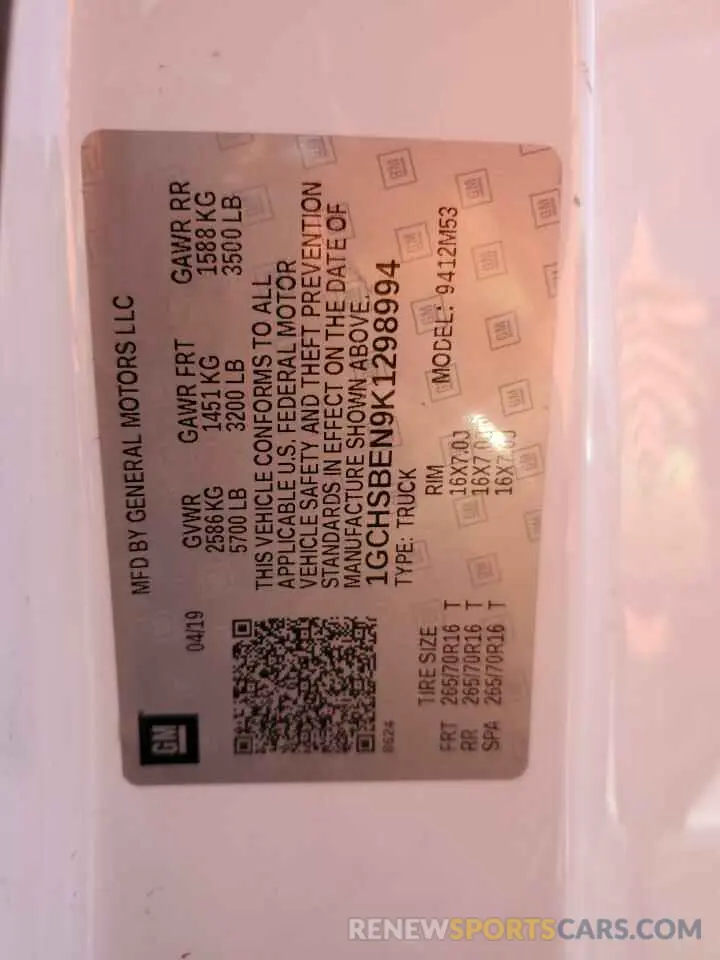 GM
MFD BY GENERAL MOTORS LLC
04/19
GVWR GAWR FRT GAWR RR
2586 KG 1451 KG 1588 KG
5700 LB 3200 LB 3500 LB
THIS VEHICLE CONFORMS TO ALL
APPLICABLE U.S. FEDERAL MOTOR
VEHICLE SAFETY AND THEFT PREVENTION
STANDARDS IN EFFECT ON THE DATE OF
MANUFACTURE SHOWN ABOVE.
1GCHSBEN9K1298994
B624
TYPE: TRUCK
MODEL: 9412M53
TIRE SIZE RIM
FRT 265/70R16 T 16X7.0J
RR 265/70R16 T 16X7.0J
SPA 265/70R16 T 16X7.0J
RENEWSPORTSCARS.COM